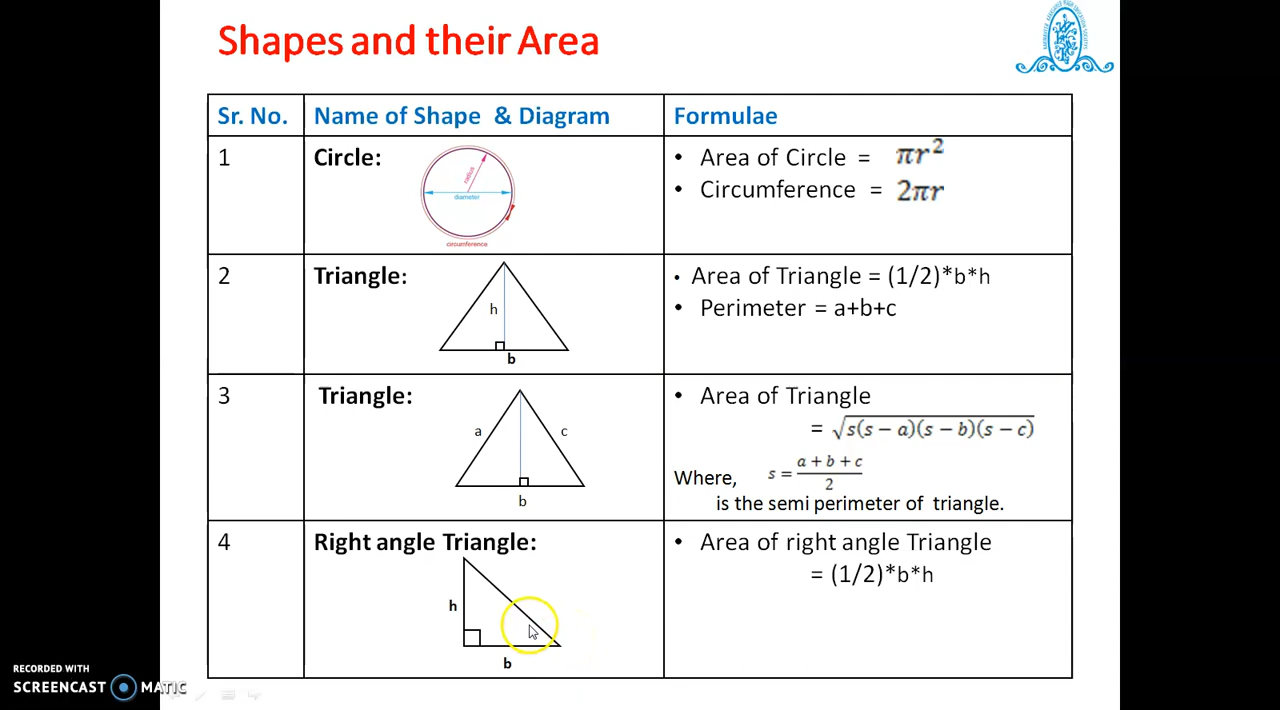 Shapes and their Area
Sr. No. Name of Shape & Diagram Formulae
1 Circle:
radius
diameter
circumference
• Area of Circle = πr²
• Circumference = 2πr
2 Triangle:
h
b
• Area of Triangle = (1/2)*b*h
• Perimeter = a+b+c
3 Triangle:
a c
b
• Area of Triangle
= √s(s − a)(s − b)(s − c)
Where, s = a + b + c / 2
is the semi perimeter of triangle.
4 Right angle Triangle:
h
b
• Area of right angle Triangle
= (1/2)*b*h
RECORDED WITH
SCREENCAST MATIC